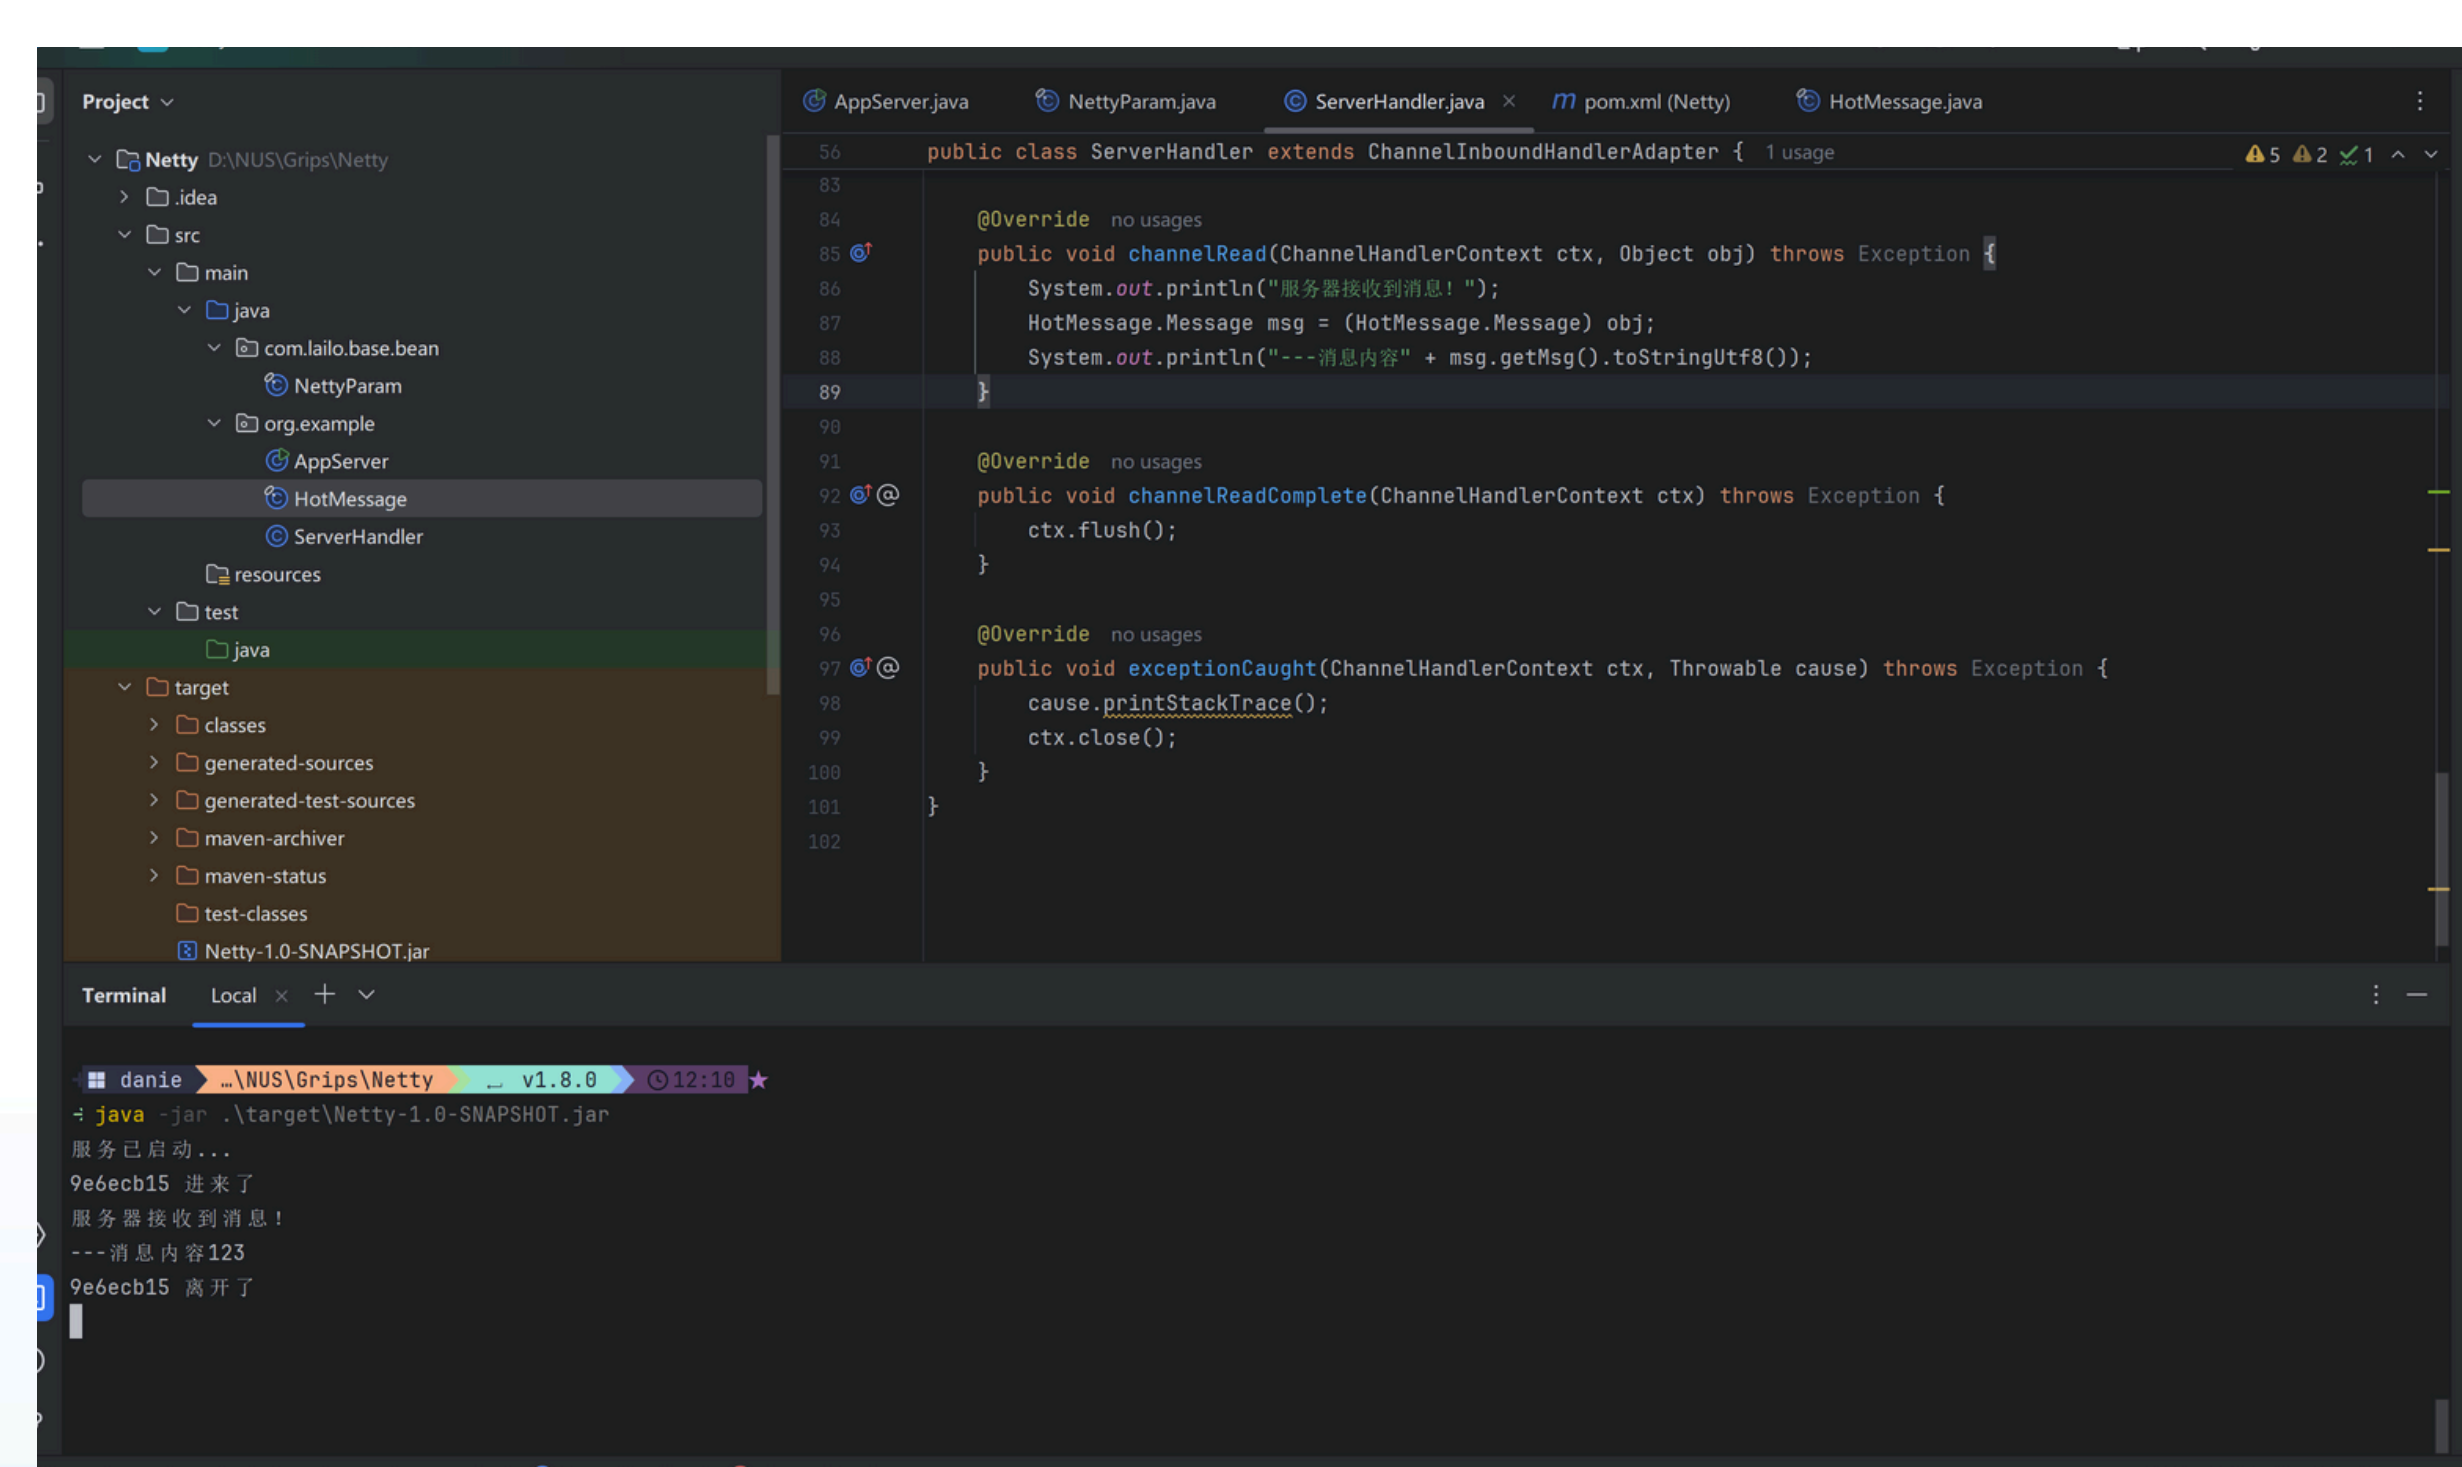 Project
Netty D:\NUS\Grips\Netty
.idea
src
main
java
com.lailo.base.bean
NettyParam
org.example
AppServer
HotMessage
ServerHandler
resources
test
java
target
classes
generated-sources
generated-test-sources
maven-archiver
maven-status
test-classes
Netty-1.0-SNAPSHOT.jar
AppServer.java NettyParam.java ServerHandler.java pom.xml (Netty) HotMessage.java
56 public class ServerHandler extends ChannelInboundHandlerAdapter { 1 usage 5 2 1
83
84 @Override no usages
85 public void channelRead(ChannelHandlerContext ctx, Object obj) throws Exception {
86 System.out.println("服务器接收到消息！");
87 HotMessage.Message msg = (HotMessage.Message) obj;
88 System.out.println("---消息内容" + msg.getMsg().toStringUtf8());
89 }
90
91 @Override no usages
92 public void channelReadComplete(ChannelHandlerContext ctx) throws Exception {
93 ctx.flush();
94 }
95
96 @Override no usages
97 public void exceptionCaught(ChannelHandlerContext ctx, Throwable cause) throws Exception {
98 cause.printStackTrace();
99 ctx.close();
100 }
101 }
102
Terminal Local
danie …\NUS\Grips\Netty v1.8.0 12:10
java -jar .\target\Netty-1.0-SNAPSHOT.jar
服务已启动...
9e6ecb15 进来了
服务器接收到消息！
---消息内容123
9e6ecb15 离开了